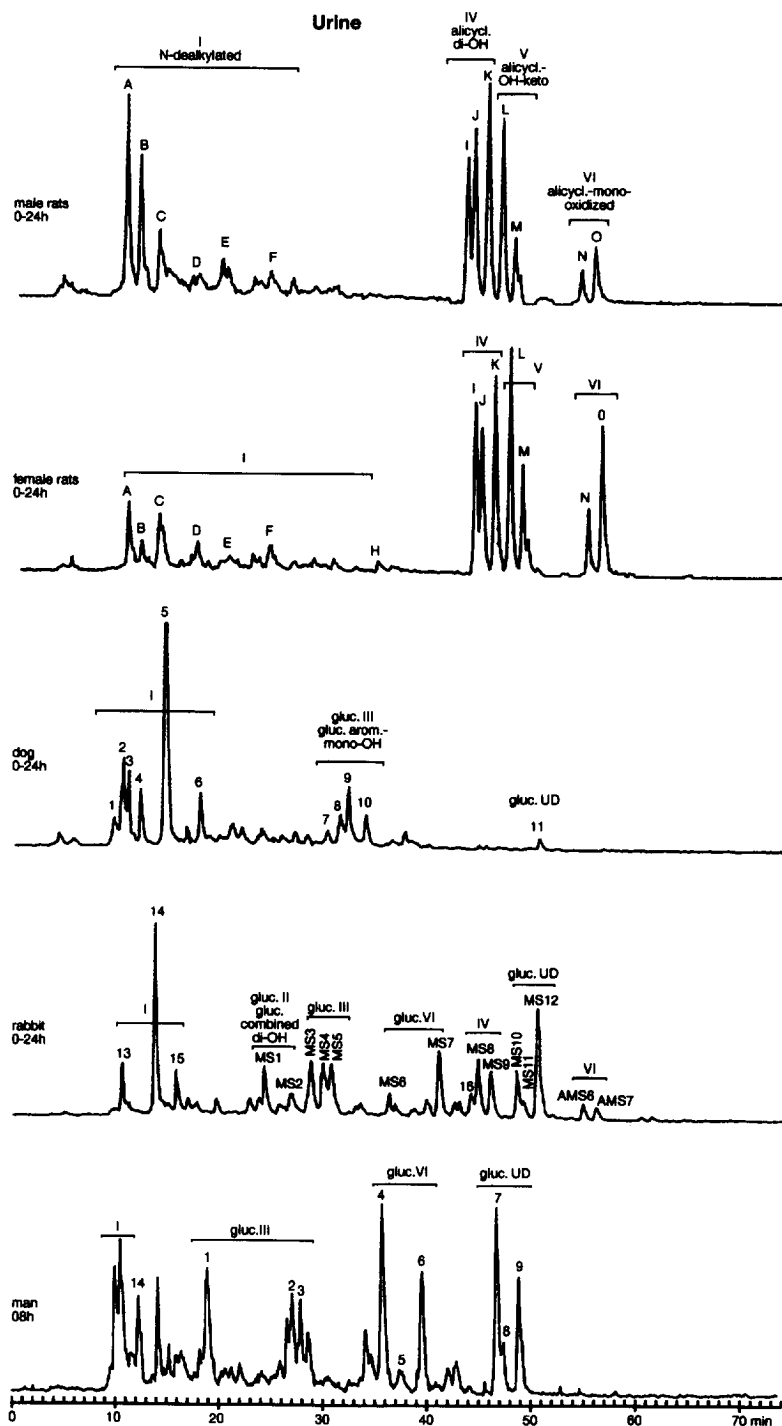 Urine
I
N-dealkylated
IV
alicycl.
di-OH
V
alicycl.-
OH-keto
VI
alicycl.-mono-
oxidized
A
B
C
D
E
F
I
J
K
L
M
N
O
male rats
0-24h
I
IV
V
VI
A
B
C
D
E
F
H
I
J
K
L
M
N
0
female rats
0-24h
I
gluc. III
gluc. arom.-
mono-OH
gluc. UD
1
2
3
4
5
6
7
8
9
10
11
dog
0-24h
I
gluc. II
gluc.
combined
di-OH
gluc. III
gluc.VI
IV
gluc. UD
VI
13
14
15
MS1
MS2
MS3
MS4
MS5
MS6
MS7
16
MS8
MS9
MS10
MS11
MS12
AMS6
AMS7
rabbit
0-24h
I
gluc.III
gluc.VI
gluc. UD
14
1
2
3
4
5
6
7
8
9
man
08h
0
10
20
30
40
50
60
70 min